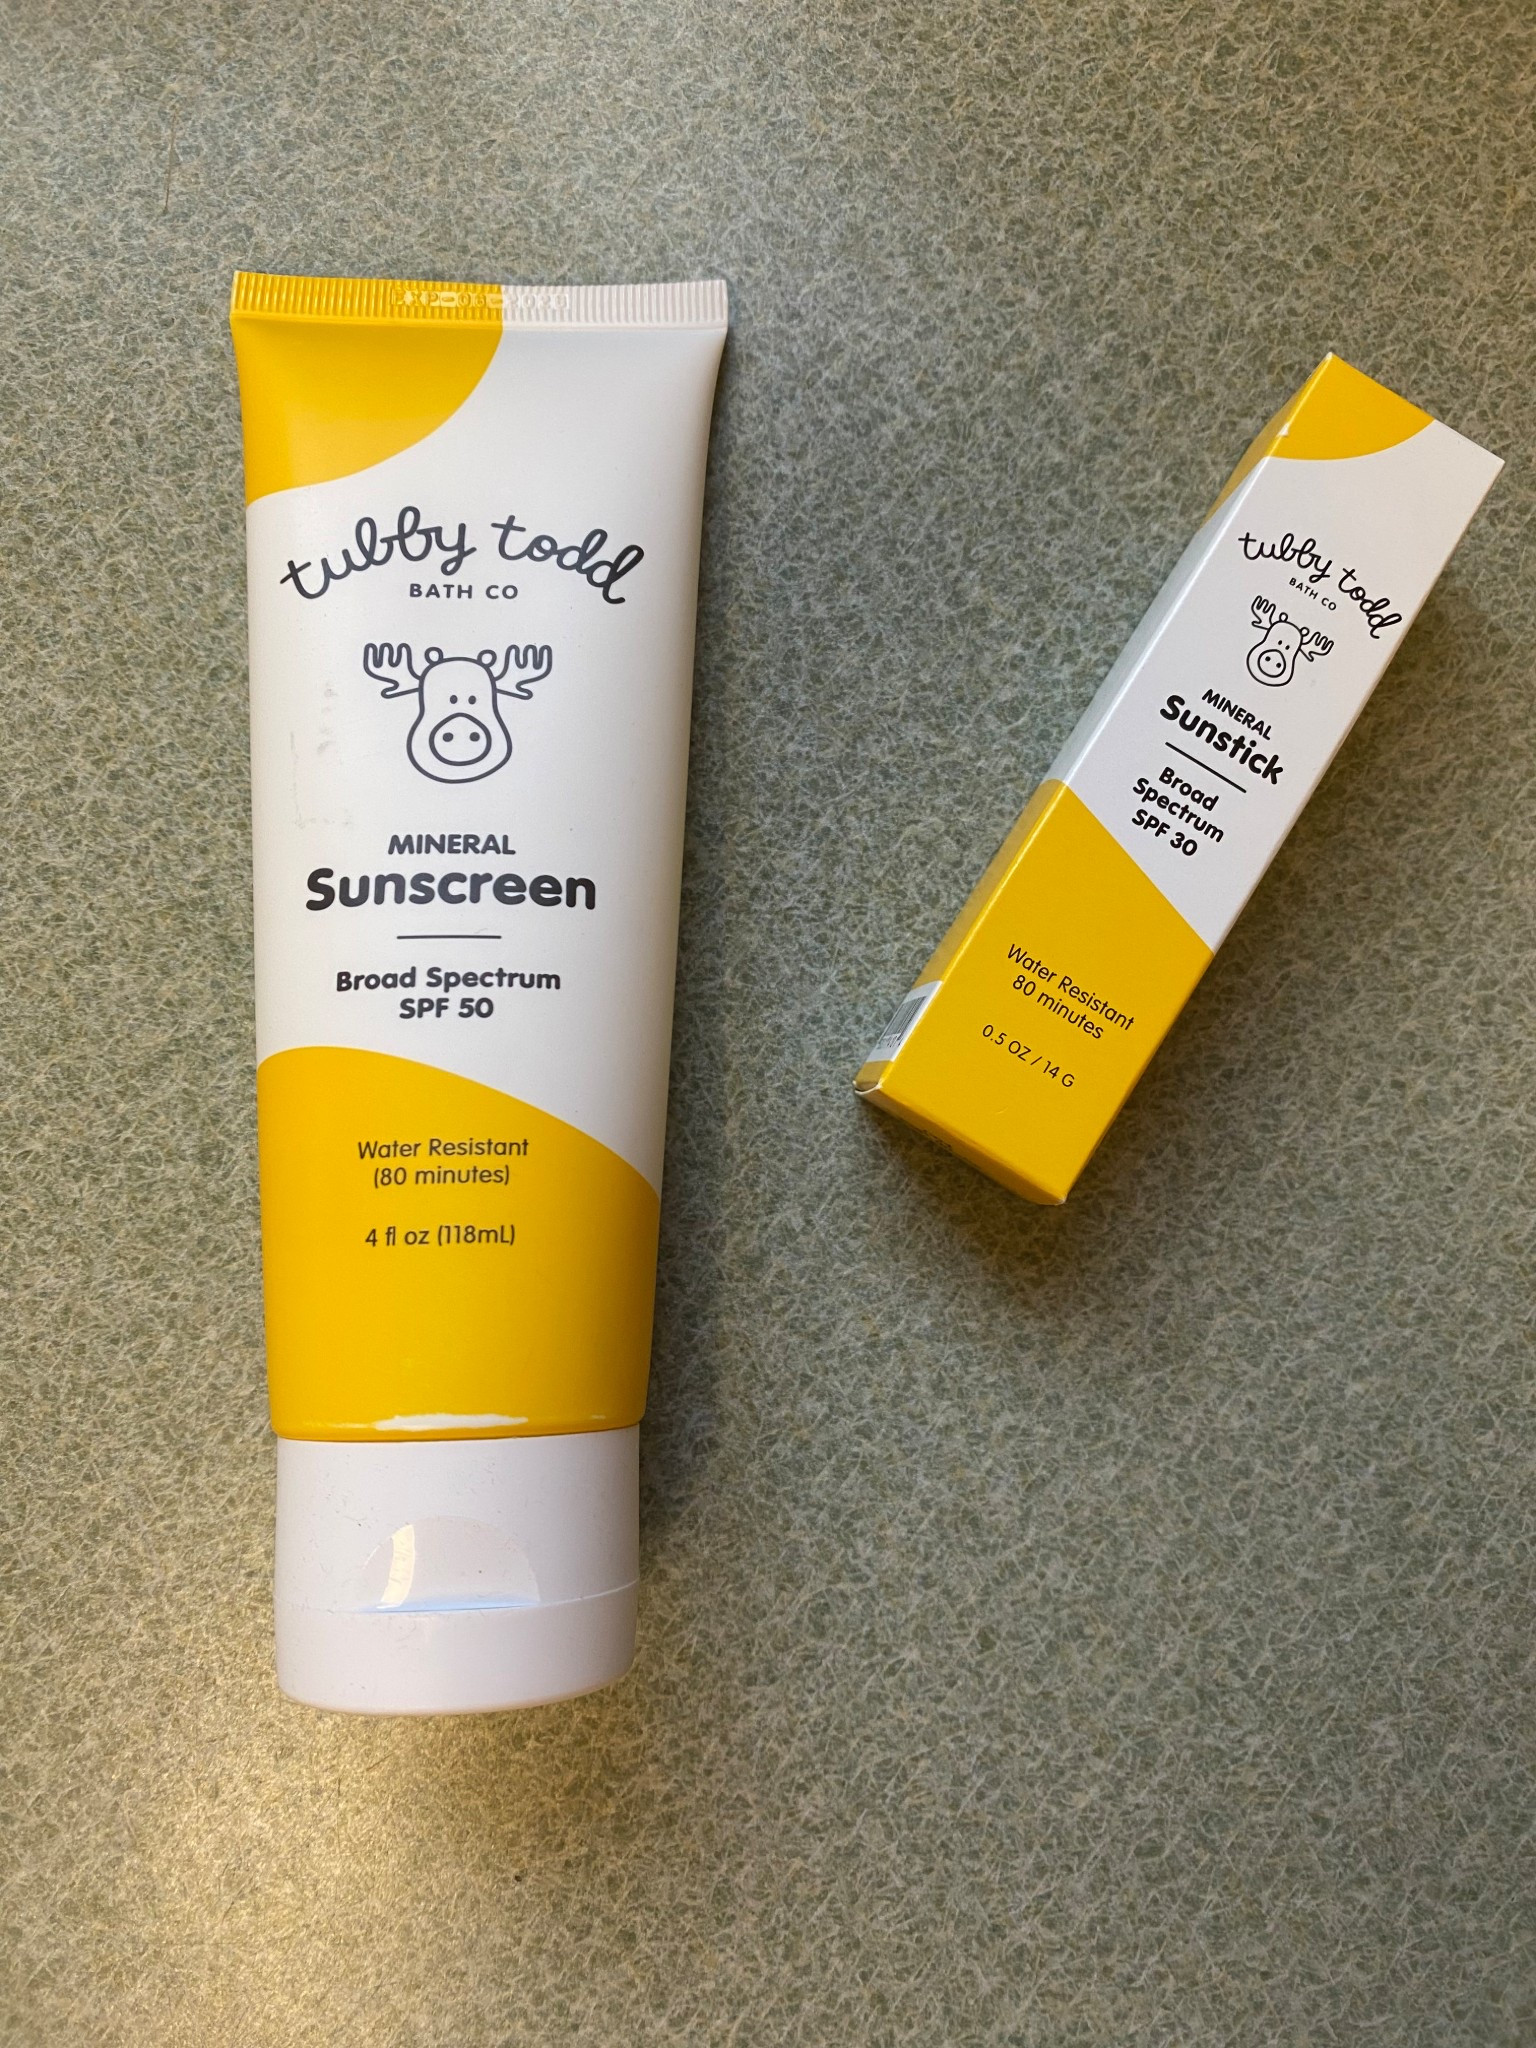 tubby todd
BATH CO
MINERAL
Sunscreen
Broad Spectrum
SPF 50
Water Resistant
(80 minutes)
4 fl oz (118mL)
tubby todd
BATH CO
MINERAL
Sunstick
Broad
Spectrum
SPF 30
Water Resistant
80 minutes
0.5 OZ / 14 G